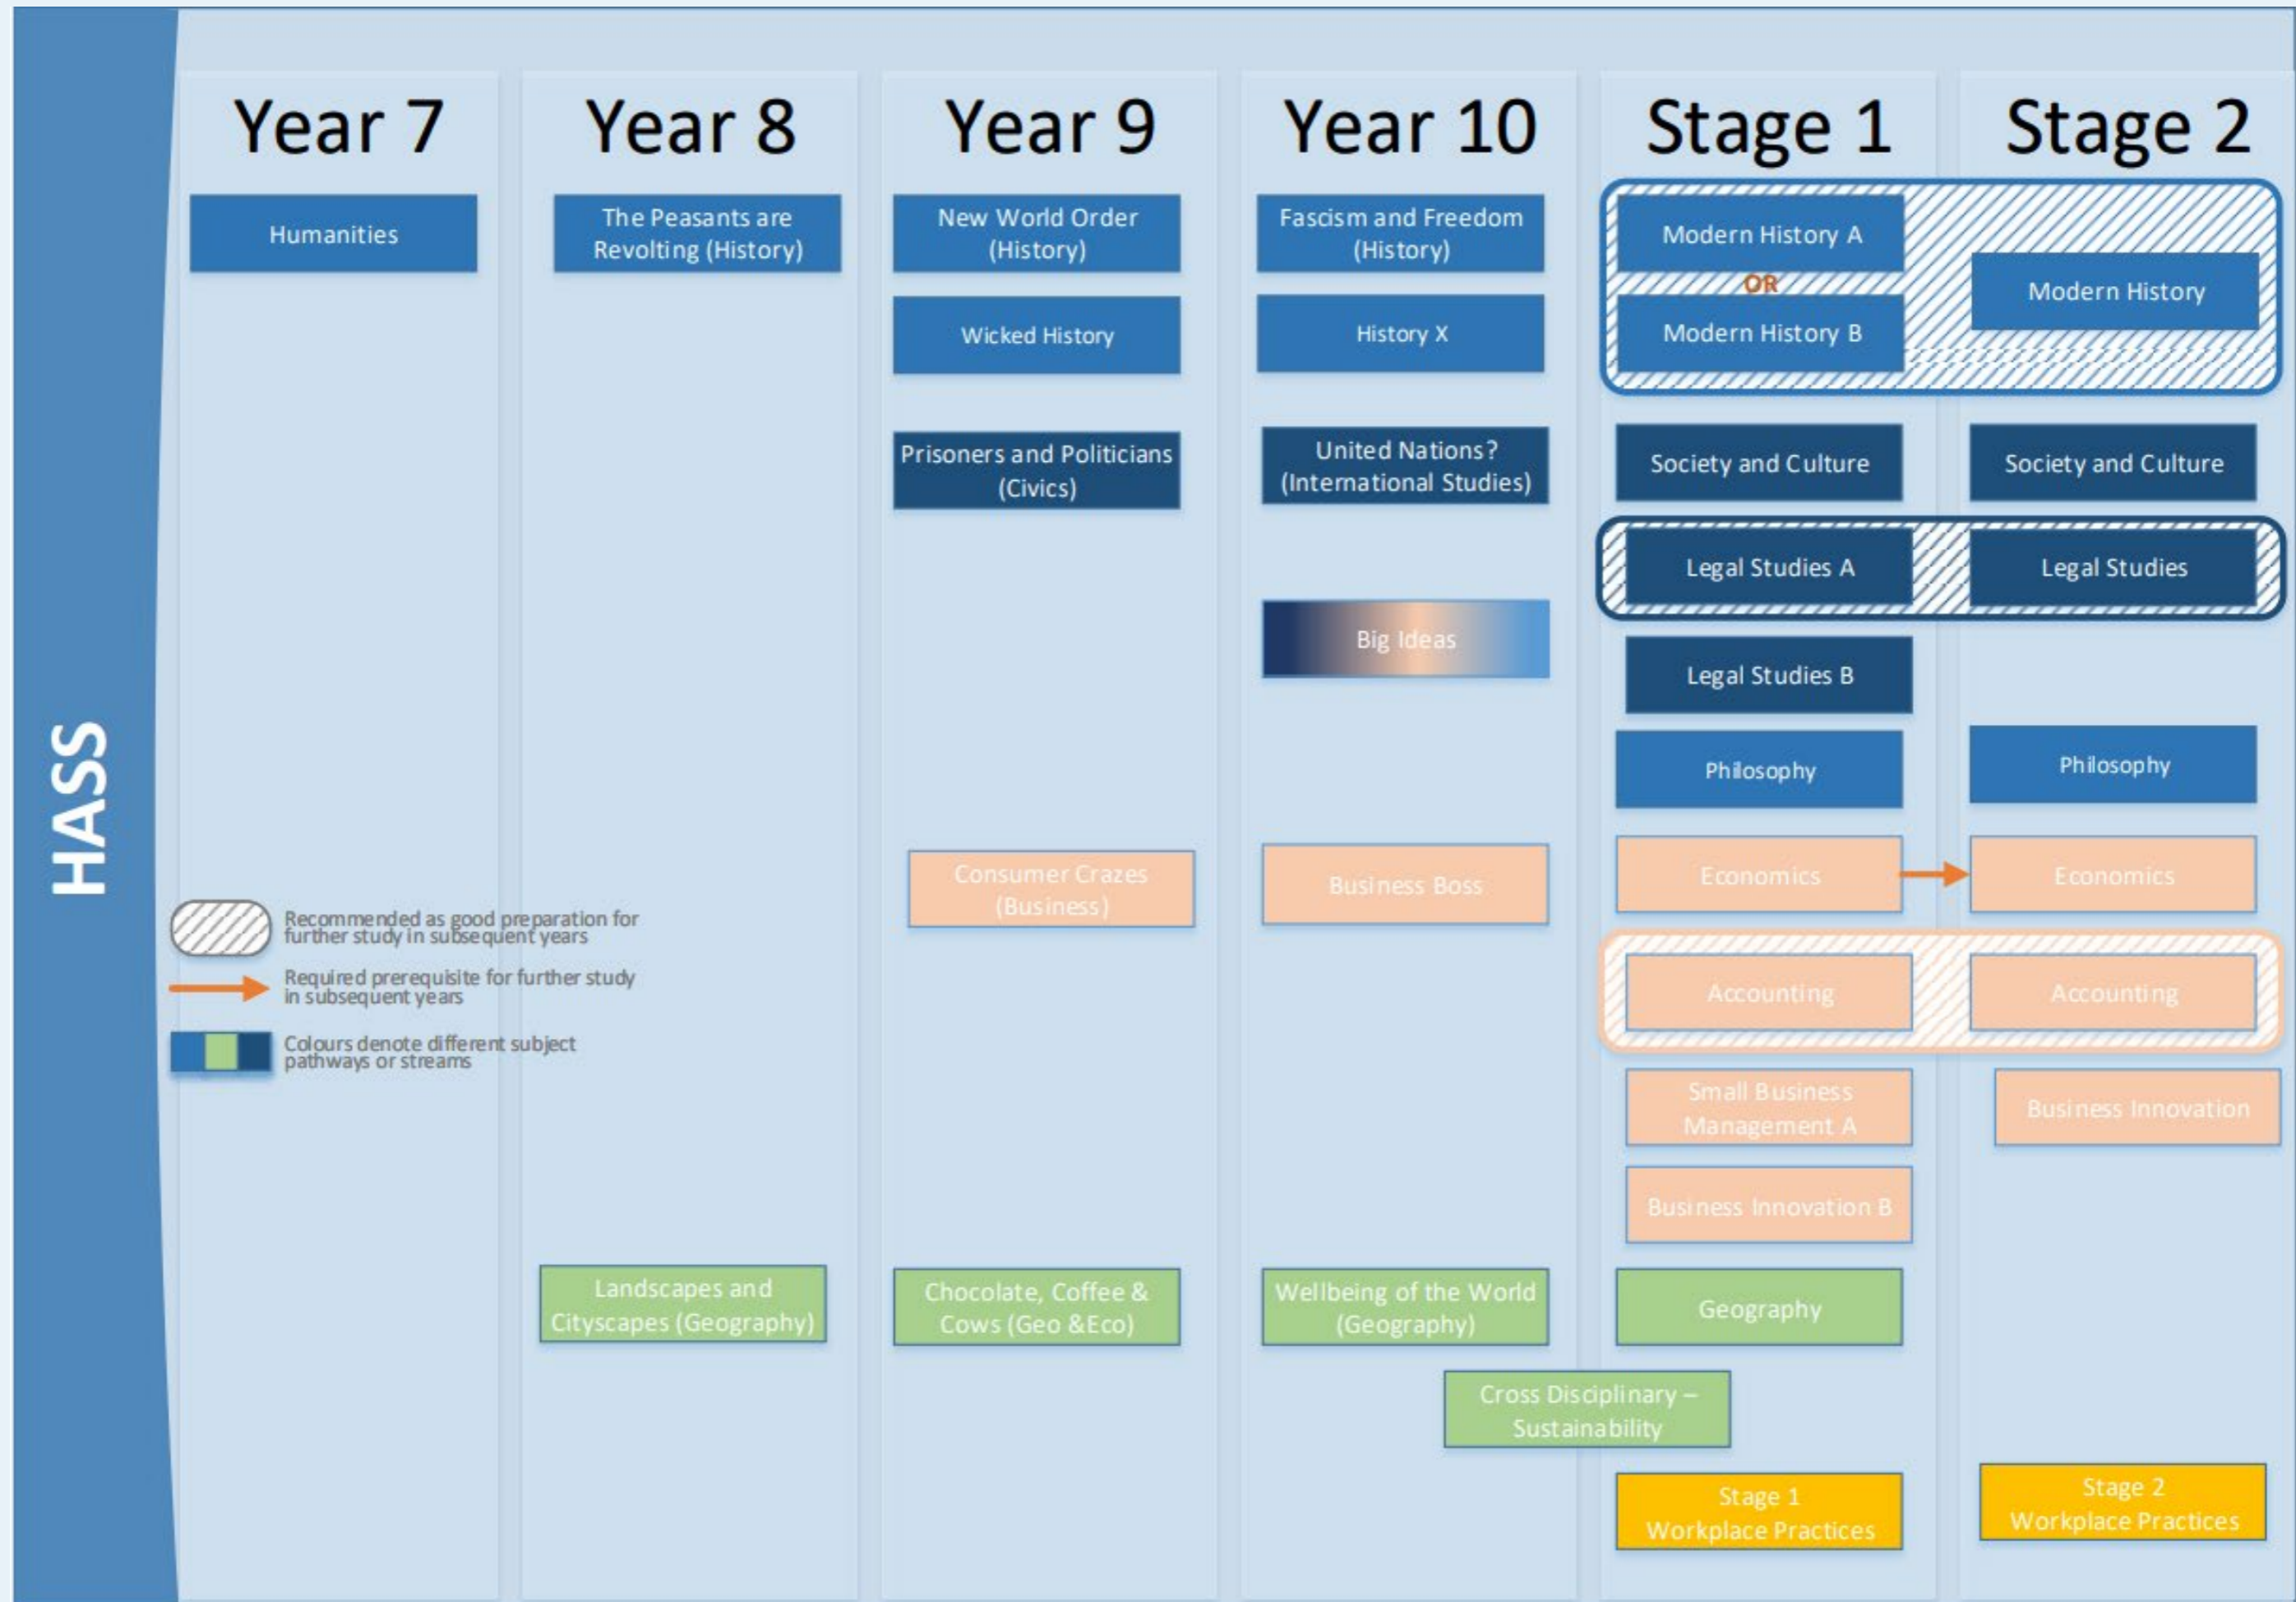 HASS
Year 7
Year 8
Year 9
Year 10
Stage 1
Stage 2
Humanities
The Peasants are
Revolting (History)
New World Order
(History)
Fascism and Freedom
(History)
Modern History A
OR
Modern History B
Modern History
Wicked History
History X
Prisoners and Politicians
(Civics)
United Nations?
(International Studies)
Society and Culture
Society and Culture
Legal Studies A
Legal Studies
Big Ideas
Legal Studies B
Philosophy
Philosophy
Consumer Crazes
(Business)
Business Boss
Economics
Economics
Recommended as good preparation for
further study in subsequent years
Required prerequisite for further study
in subsequent years
Colours denote different subject
pathways or streams
Accounting
Accounting
Small Business
Management A
Business Innovation
Business Innovation B
Landscapes and
Cityscapes (Geography)
Chocolate, Coffee &
Cows (Geo &Eco)
Wellbeing of the World
(Geography)
Geography
Cross Disciplinary –
Sustainability
Stage 1
Workplace Practices
Stage 2
Workplace Practices